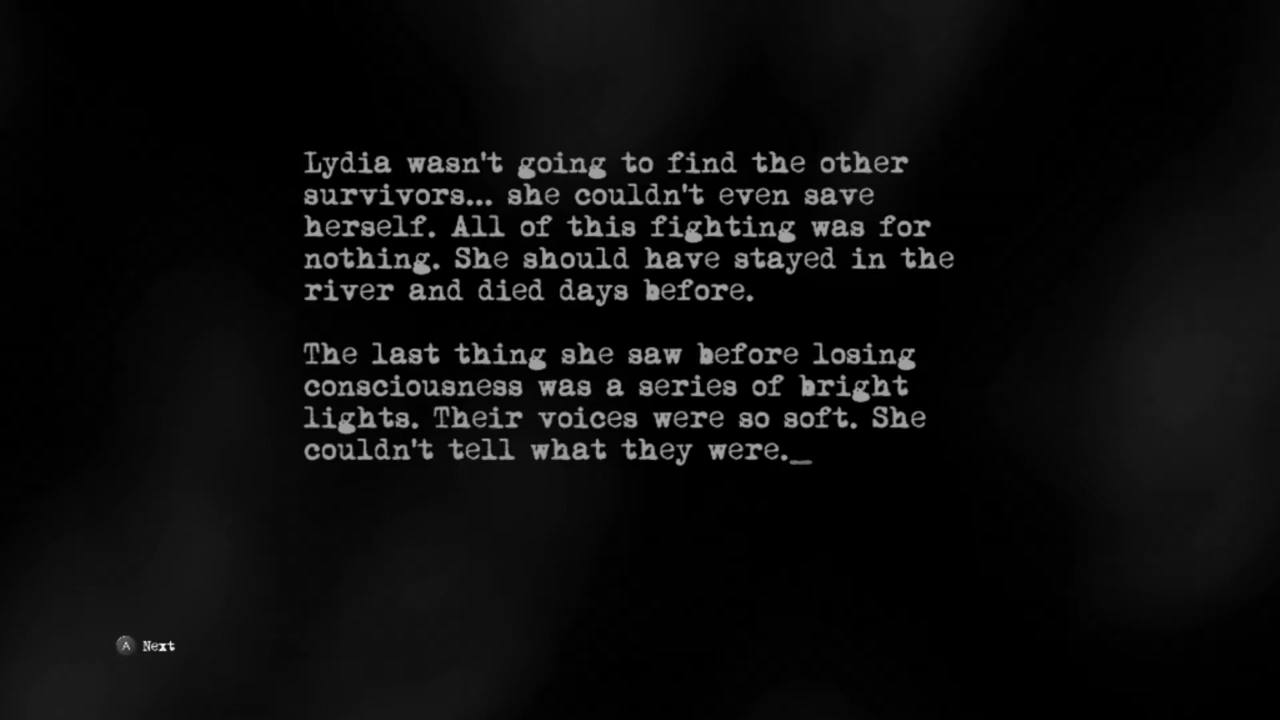 Lydia wasn't going to find the other
survivors... she couldn't even save
herself. All of this fighting was for
nothing. She should have stayed in the
river and died days before.
The last thing she saw before losing
consciousness was a series of bright
lights. Their voices were so soft. She
couldn't tell what they were._
A Next